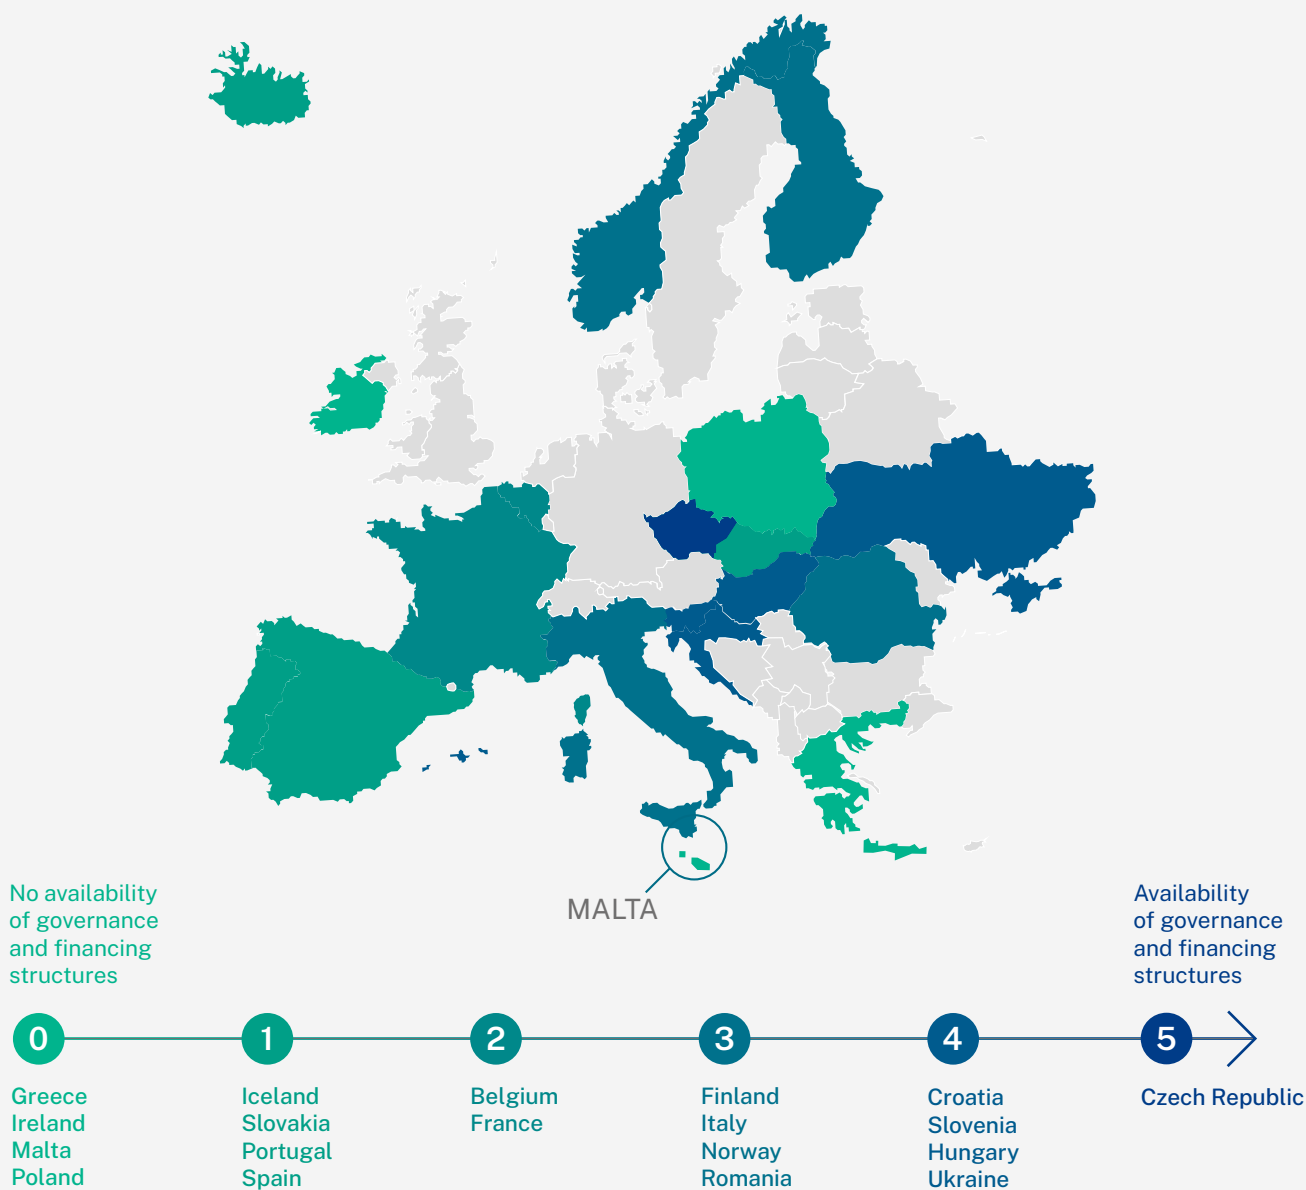 MALTA
No availability
of governance
and financing
structures
Availability
of governance
and financing
structures
0
1
2
3
4
5
Greece
Ireland
Malta
Poland
Iceland
Slovakia
Portugal
Spain
Belgium
France
Finland
Italy
Norway
Romania
Croatia
Slovenia
Hungary
Ukraine
Czech Republic